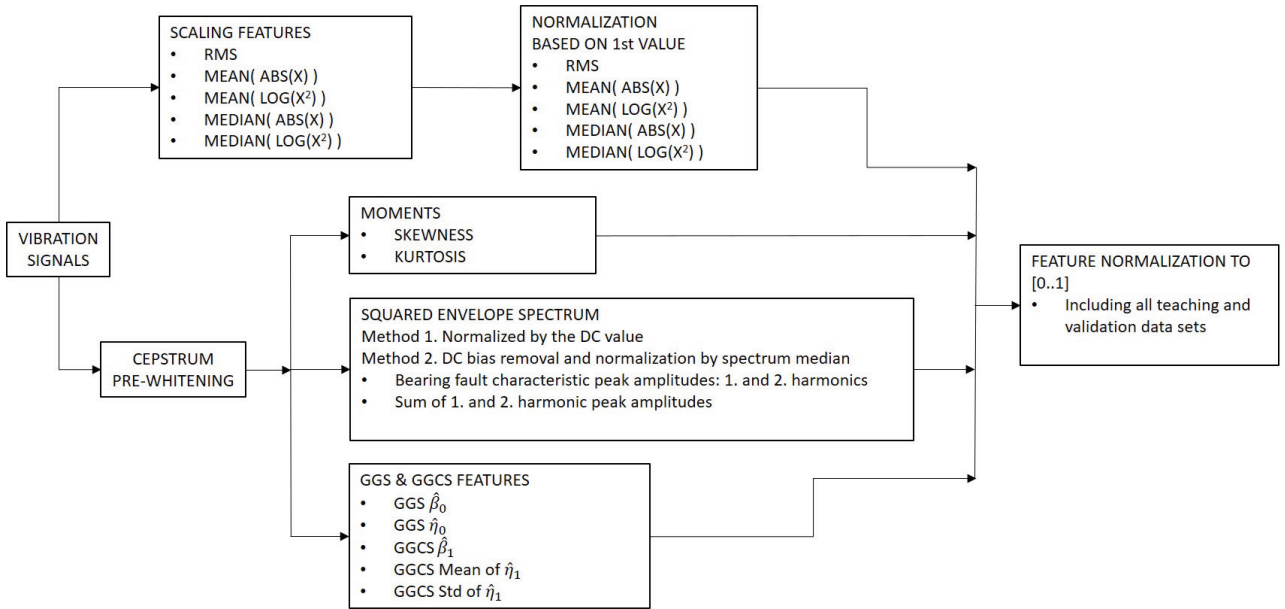 SCALING FEATURES
• RMS
• MEAN( ABS(X) )
• MEAN( LOG(X²) )
• MEDIAN( ABS(X) )
• MEDIAN( LOG(X²) )
NORMALIZATION
BASED ON 1st VALUE
• RMS
• MEAN( ABS(X) )
• MEAN( LOG(X²) )
• MEDIAN( ABS(X) )
• MEDIAN( LOG(X²) )
VIBRATION
SIGNALS
CEPSTRUM
PRE-WHITENING
MOMENTS
• SKEWNESS
• KURTOSIS
SQUARED ENVELOPE SPECTRUM
Method 1. Normalized by the DC value
Method 2. DC bias removal and normalization by spectrum median
• Bearing fault characteristic peak amplitudes: 1. and 2. harmonics
• Sum of 1. and 2. harmonic peak amplitudes
GGS & GGCS FEATURES
• GGS β̂₀
• GGS η̂₀
• GGCS β̂₁
• GGCS Mean of η̂₁
• GGCS Std of η̂₁
FEATURE NORMALIZATION TO
[0..1]
• Including all teaching and
validation data sets